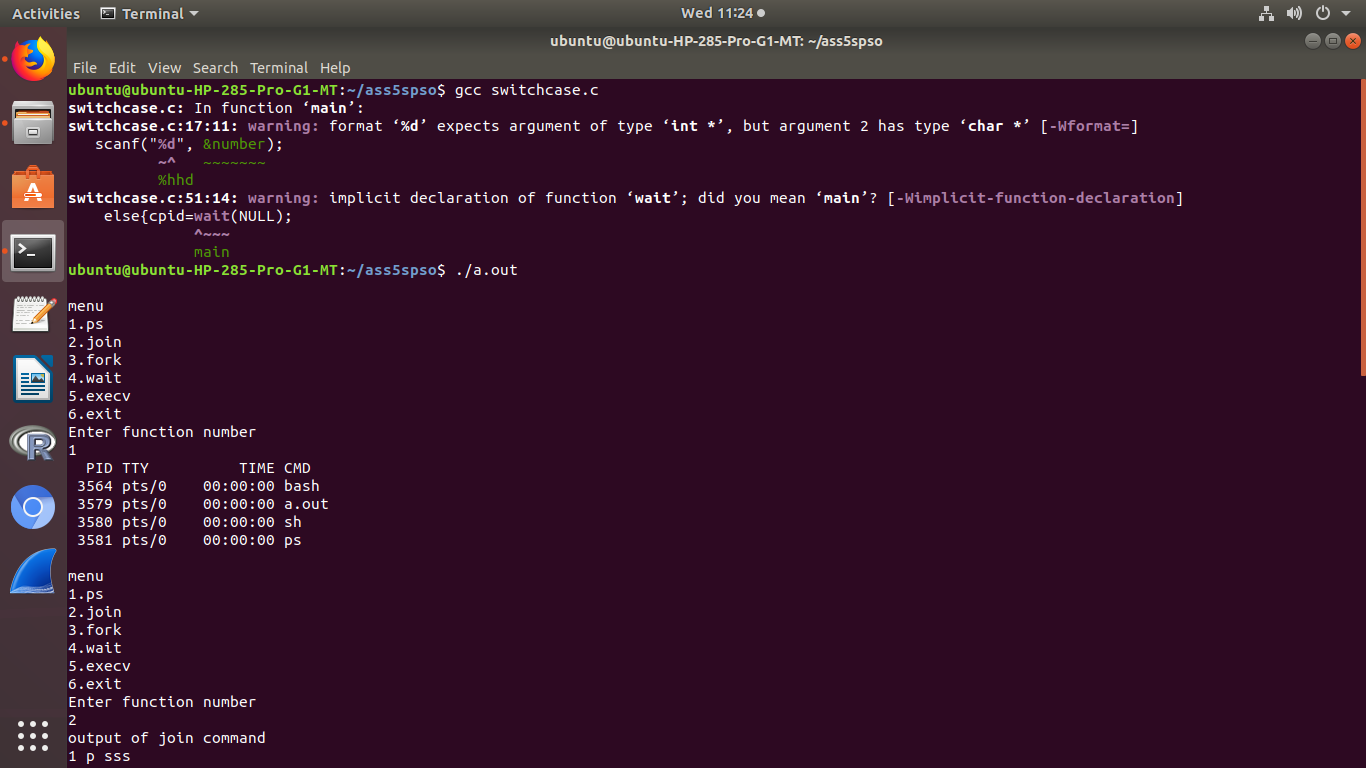 Activities Terminal Wed 11:24
ubuntu@ubuntu-HP-285-Pro-G1-MT: ~/ass5spso
File Edit View Search Terminal Help
ubuntu@ubuntu-HP-285-Pro-G1-MT:~/ass5spso$ gcc switchcase.c
switchcase.c: In function ‘main’:
switchcase.c:17:11: warning: format ‘%d’ expects argument of type ‘int *’, but argument 2 has type ‘char *’ [-Wformat=]
   scanf("%d", &number);
          ~^   ~~~~~~~
          %hhd
switchcase.c:51:14: warning: implicit declaration of function ‘wait’; did you mean ‘main’? [-Wimplicit-function-declaration]
    else{cpid=wait(NULL);
              ^~~~
              main
ubuntu@ubuntu-HP-285-Pro-G1-MT:~/ass5spso$ ./a.out
menu
1.ps
2.join
3.fork
4.wait
5.execv
6.exit
Enter function number
1
  PID TTY          TIME CMD
 3564 pts/0    00:00:00 bash
 3579 pts/0    00:00:00 a.out
 3580 pts/0    00:00:00 sh
 3581 pts/0    00:00:00 ps
menu
1.ps
2.join
3.fork
4.wait
5.execv
6.exit
Enter function number
2
output of join command
1 p sss